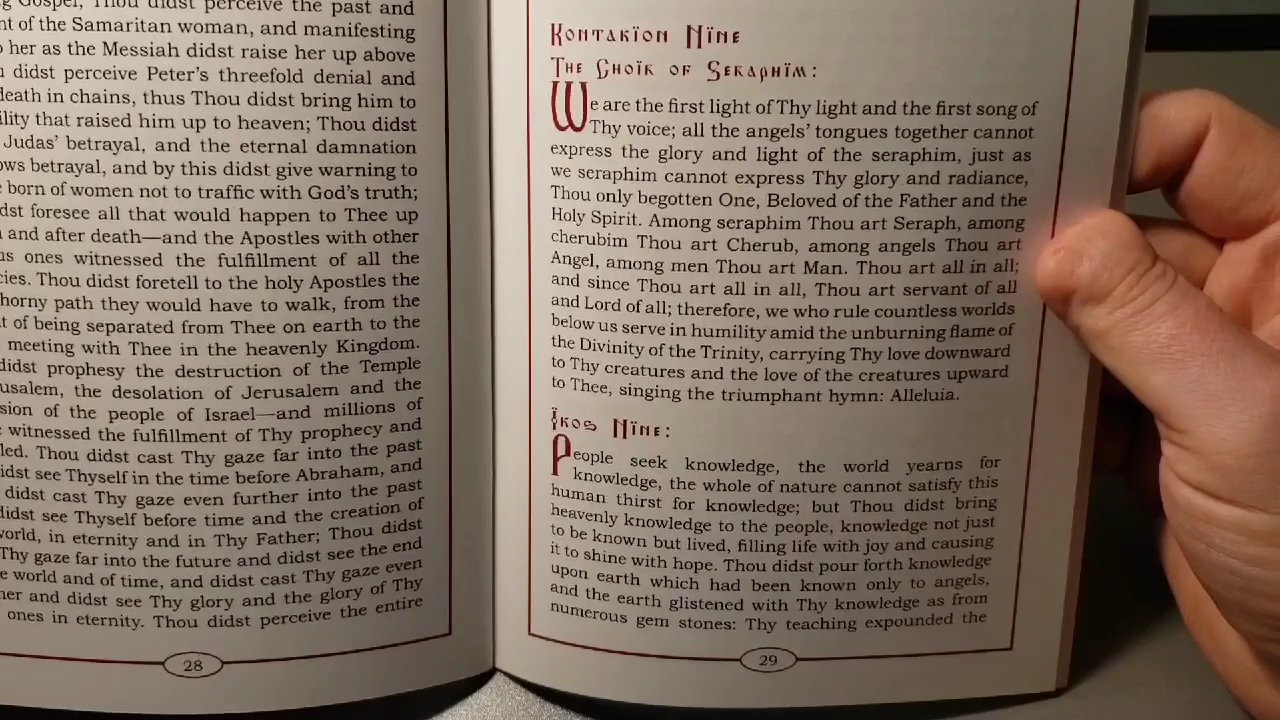 Gospel, Thou didst perceive the past and
nt of the Samaritan woman, and manifesting
her as the Messiah didst raise her up above
didst perceive Peter's threefold denial and
death in chains, thus Thou didst bring him to
ility that raised him up to heaven; Thou didst
Judas' betrayal, and the eternal damnation
ows betrayal, and by this didst give warning to
born of women not to traffic with God's truth;
dst foresee all that would happen to Thee up
and after death—and the Apostles with other
us ones witnessed the fulfillment of all the
cies. Thou didst foretell to the holy Apostles the
horny path they would have to walk, from the
t of being separated from Thee on earth to the
meeting with Thee in the heavenly Kingdom.
didst prophesy the destruction of the Temple
usalem, the desolation of Jerusalem and the
sion of the people of Israel—and millions of
witnessed the fulfillment of Thy prophecy and
led. Thou didst cast Thy gaze far into the past
idst see Thyself in the time before Abraham, and
didst cast Thy gaze even further into the past
didst see Thyself before time and the creation of
world, in eternity and in Thy Father; Thou didst
Thy gaze far into the future and didst see the end
e world and of time, and didst cast Thy gaze even
her and didst see Thy glory and the glory of Thy
ones in eternity. Thou didst perceive the entire
28
Kontakion Nine
The Choir of Seraphim:
We are the first light of Thy light and the first song of
Thy voice; all the angels' tongues together cannot
express the glory and light of the seraphim, just as
we seraphim cannot express Thy glory and radiance,
Thou only begotten One, Beloved of the Father and the
Holy Spirit. Among seraphim Thou art Seraph, among
cherubim Thou art Cherub, among angels Thou art
Angel, among men Thou art Man. Thou art all in all;
and since Thou art all in all, Thou art servant of all
and Lord of all; therefore, we who rule countless worlds
below us serve in humility amid the unburning flame of
the Divinity of the Trinity, carrying Thy love downward
to Thy creatures and the love of the creatures upward
to Thee, singing the triumphant hymn: Alleluia.
Ikos Nine:
People seek knowledge, the world yearns for
knowledge, the whole of nature cannot satisfy this
human thirst for knowledge; but Thou didst bring
heavenly knowledge to the people, knowledge not just
to be known but lived, filling life with joy and causing
it to shine with hope. Thou didst pour forth knowledge
upon earth which had been known only to angels,
and the earth glistened with Thy knowledge as from
numerous gem stones: Thy teaching expounded the
29